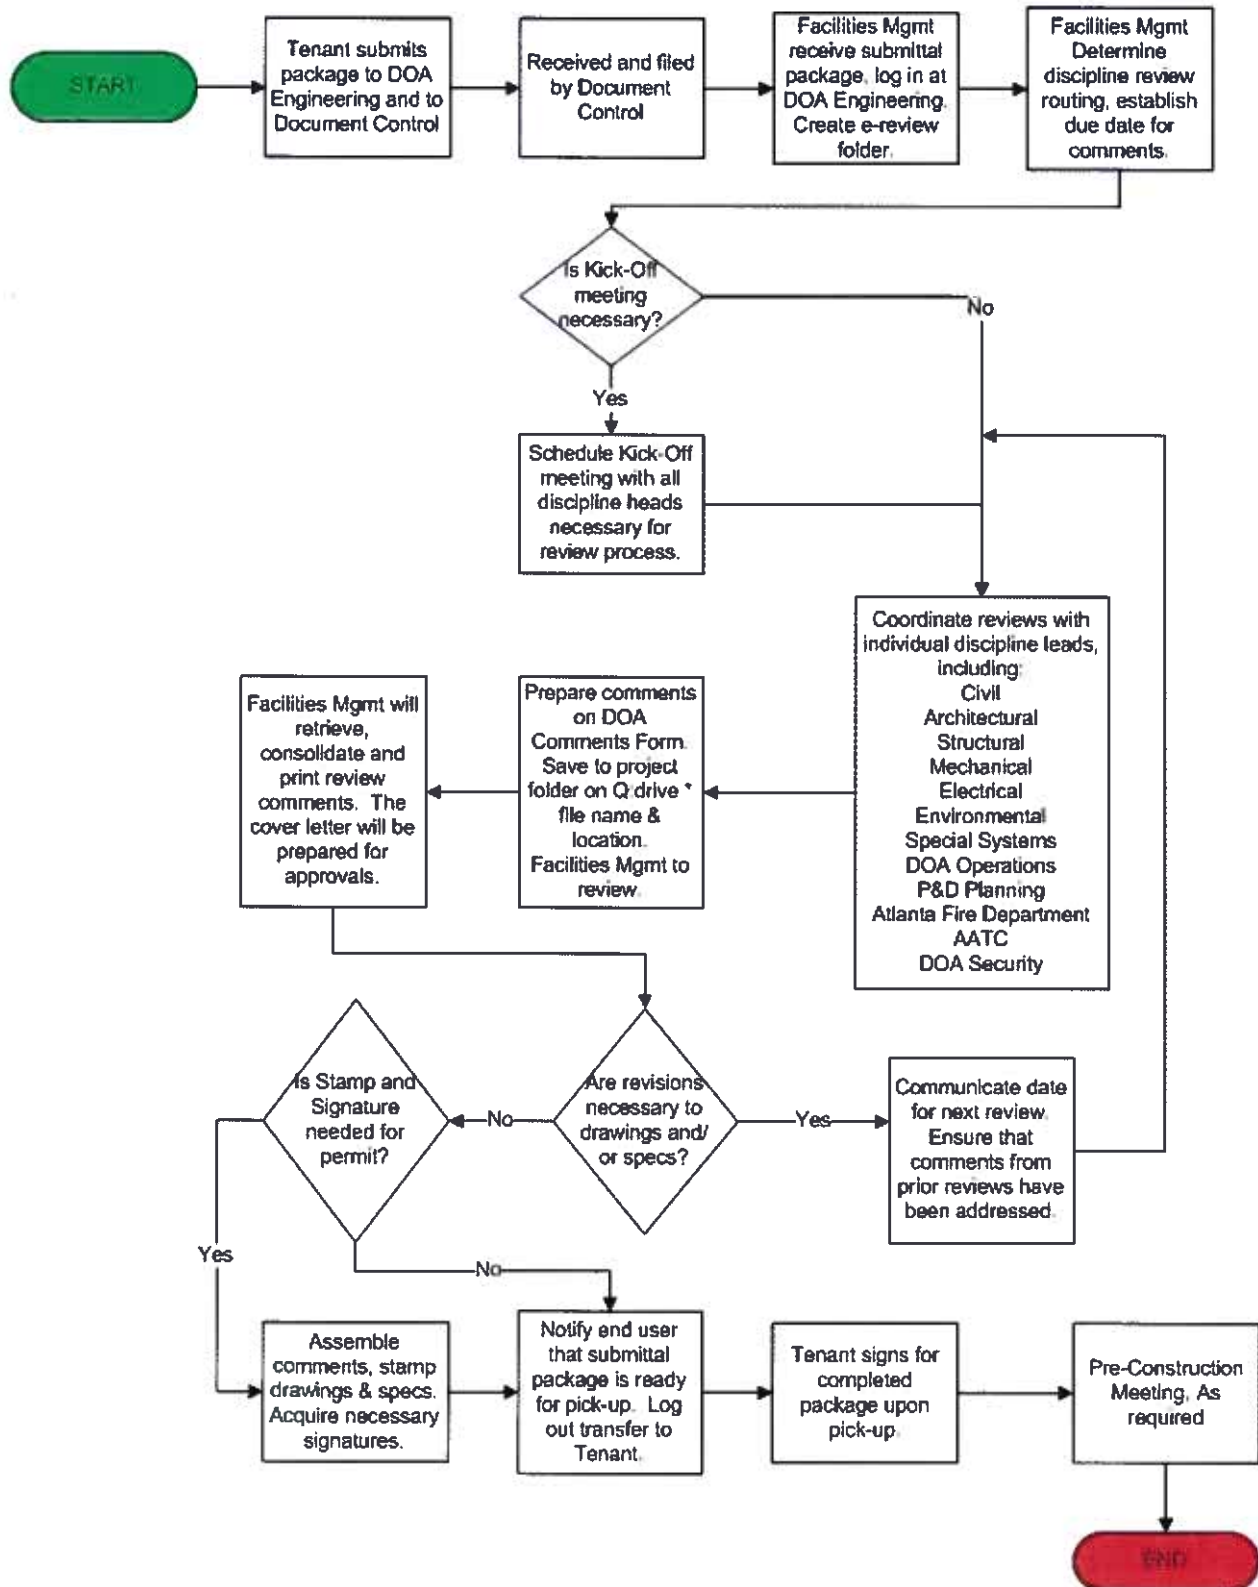 START
Tenant submits
package to DOA
Engineering and to
Document Control
Received and filed
by Document
Control
Facilities Mgmt
receive submittal
package, log in at
DOA Engineering.
Create e-review
folder.
Facilities Mgmt
Determine
discipline review
routing, establish
due date for
comments.
Is Kick-Off
meeting
necessary?
No
Yes
Schedule Kick-Off
meeting with all
discipline heads
necessary for
review process.
Coordinate reviews with
individual discipline leads,
including:
Civil
Architectural
Structural
Mechanical
Electrical
Environmental
Special Systems
DOA Operations
P&D Planning
Atlanta Fire Department
AATC
DOA Security
Prepare comments
on DOA
Comments Form.
Save to project
folder on Q:drive *
file name &
location.
Facilities Mgmt to
review.
Facilities Mgmt will
retrieve,
consolidate and
print review
comments. The
cover letter will be
prepared for
approvals.
Is Stamp and
Signature
needed for
permit?
No
Are revisions
necessary to
drawings and/
or specs?
Yes
Communicate date
for next review.
Ensure that
comments from
prior reviews have
been addressed.
Yes
No
Assemble
comments, stamp
drawings & specs.
Acquire necessary
signatures.
Notify end user
that submittal
package is ready
for pick-up. Log
out transfer to
Tenant.
Tenant signs for
completed
package upon
pick-up.
Pre-Construction
Meeting, As
required
END